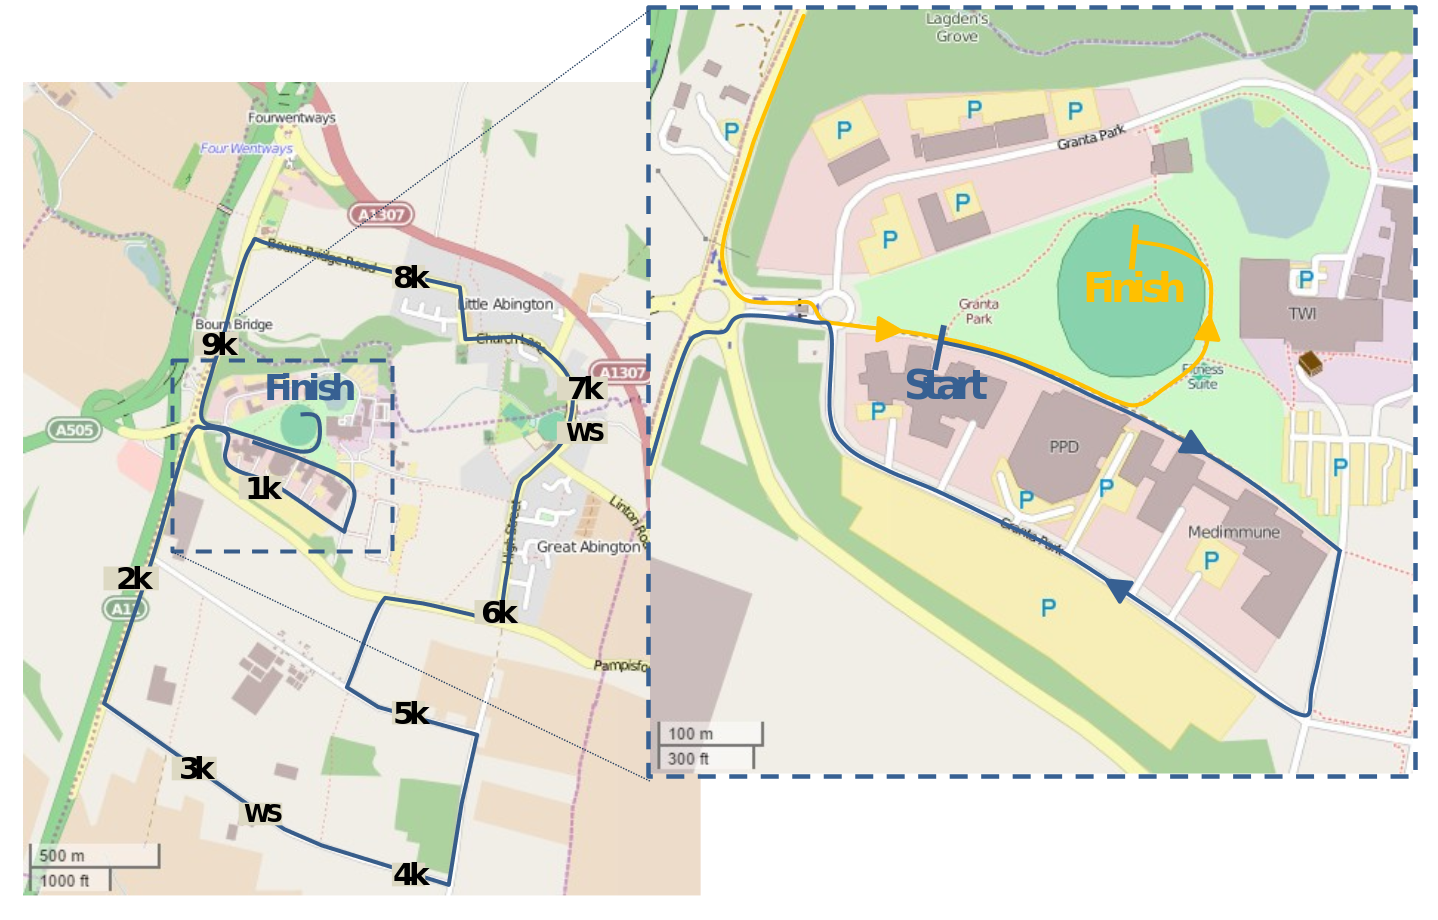 Fourwentways
Four Wentways
A1307
Bourn Bridge Road
8k
Little Abington
Bourn Bridge
9k
Church Lane
A1307
Finish
7k
WS
A505
1k
High Street
Linton Roa
Great Abington
2k
A11
6k
Pampisfo
5k
3k
WS
4k
500 m
1000 ft
Lagden's
Grove
P
P
P
P
Granta Park
P
P
Finish
P
Granta
Park
TWI
Fitness
Suite
Start
P
PPD
P
P
P
Granta Park
Medimmune
P
P
100 m
300 ft